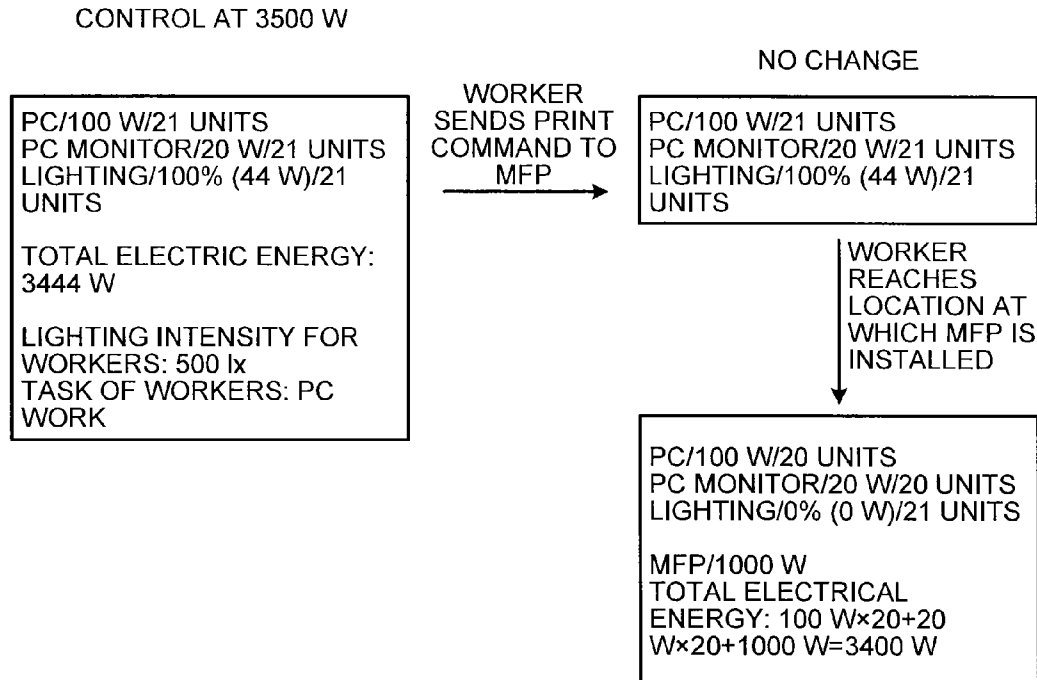 CONTROL AT 3500 W
PC/100 W/21 UNITS
PC MONITOR/20 W/21 UNITS
LIGHTING/100% (44 W)/21
UNITS
TOTAL ELECTRIC ENERGY:
3444 W
LIGHTING INTENSITY FOR
WORKERS: 500 lx
TASK OF WORKERS: PC
WORK
WORKER
SENDS PRINT
COMMAND TO
MFP
NO CHANGE
PC/100 W/21 UNITS
PC MONITOR/20 W/21 UNITS
LIGHTING/100% (44 W)/21
UNITS
WORKER
REACHES
LOCATION AT
WHICH MFP IS
INSTALLED
PC/100 W/20 UNITS
PC MONITOR/20 W/20 UNITS
LIGHTING/0% (0 W)/21 UNITS
MFP/1000 W
TOTAL ELECTRICAL
ENERGY: 100 W×20+20
W×20+1000 W=3400 W